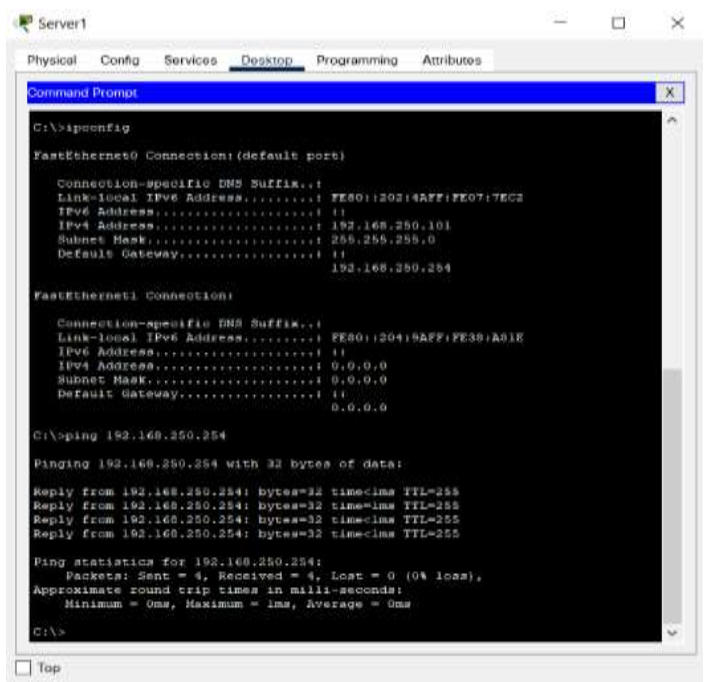 Server1
Physical Config Services Desktop Programming Attributes
Command Prompt
X
C:\>ipconfig
FastEthernet0 Connection:(default port)
Connection-specific DNS Suffix..:
Link-local IPv6 Address.........: FE80::202:4AFF:FE07:7EC2
IPv6 Address....................: ::
IPv4 Address....................: 192.168.250.101
Subnet Mask.....................: 255.255.255.0
Default Gateway.................: ::
192.168.250.254
FastEthernet1 Connection:
Connection-specific DNS Suffix..:
Link-local IPv6 Address.........: FE80::204:9AFF:FE38:A81E
IPv6 Address....................: ::
IPv4 Address....................: 0.0.0.0
Subnet Mask.....................: 0.0.0.0
Default Gateway.................: ::
0.0.0.0
C:\>ping 192.168.250.254
Pinging 192.168.250.254 with 32 bytes of data:
Reply from 192.168.250.254: bytes=32 time<1ms TTL=255
Reply from 192.168.250.254: bytes=32 time=1ms TTL=255
Reply from 192.168.250.254: bytes=32 time<1ms TTL=255
Reply from 192.168.250.254: bytes=32 time<1ms TTL=255
Ping statistics for 192.168.250.254:
Packets: Sent = 4, Received = 4, Lost = 0 (0% loss),
Approximate round trip times in milli-seconds:
Minimum = 0ms, Maximum = 1ms, Average = 0ms
C:\>
Top